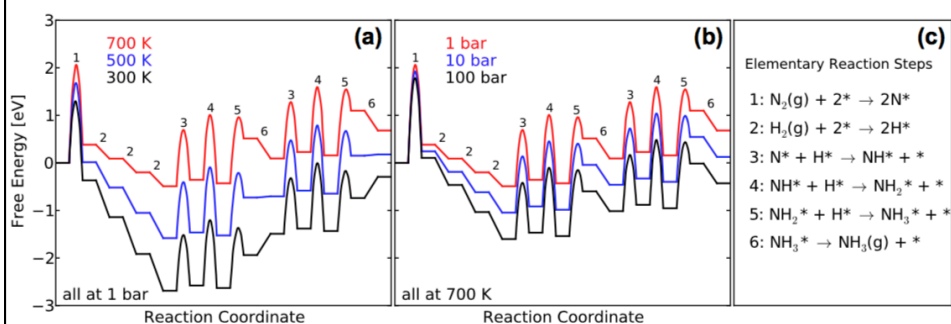 (a)
700 K
500 K
300 K
Free Energy [eV]
3
2
1
0
−1
−2
−3
1
2
2
2
3
4
5
6
3
4
5
6
all at 1 bar
Reaction Coordinate
(b)
1 bar
10 bar
100 bar
1
2
2
2
3
4
5
6
3
4
5
6
all at 700 K
Reaction Coordinate
(c)
Elementary Reaction Steps
1: N₂(g) + 2* → 2N*
2: H₂(g) + 2* → 2H*
3: N* + H* → NH* + *
4: NH* + H* → NH₂* + *
5: NH₂* + H* → NH₃* + *
6: NH₃* → NH₃(g) + *